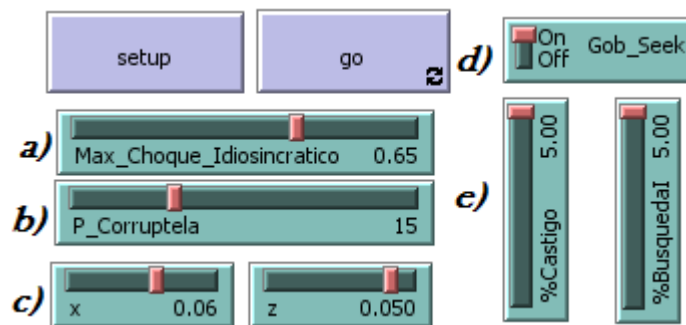 setup
go
d)
On
Off
Gob_Seek
a)
Max_Choque_Idiosincratico 0.65
b)
P_Corruptela 15
c)
x 0.06
z 0.050
e)
%Castigo 5.00
%BusquedaI 5.00